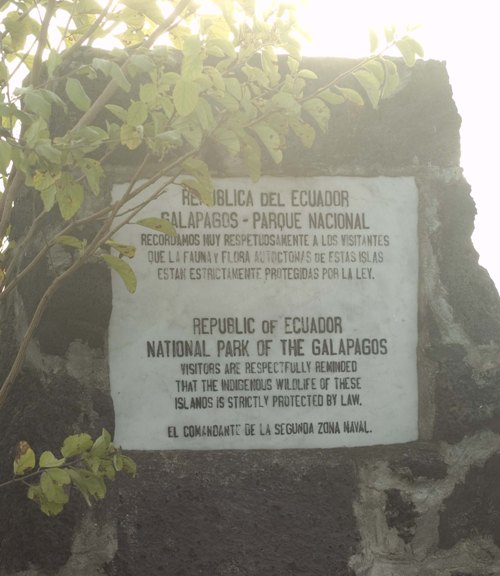 REPUBLICA DEL ECUADOR
GALAPAGOS - PARQUE NACIONAL
RECORDAMOS MUY RESPETUOSAMENTE A LOS VISITANTES
QUE LA FAUNA Y FLORA AUTOCTONAS DE ESTAS ISLAS
ESTAN ESTRICTAMENTE PROTEGIDAS POR LA LEY.
REPUBLIC OF ECUADOR
NATIONAL PARK OF THE GALAPAGOS
VISITORS ARE RESPECTFULLY REMINDED
THAT THE INDIGENOUS WILDLIFE OF THESE
ISLANDS IS STRICTLY PROTECTED BY LAW.
EL COMANDANTE DE LA SEGUNDA ZONA NAVAL.